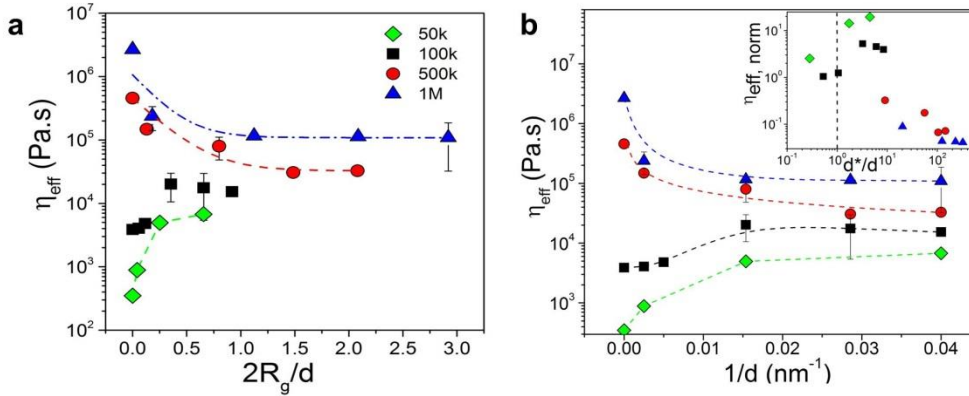 a
η_eff (Pa.s)
10^7
10^6
10^5
10^4
10^3
10^2
50k
100k
500k
1M
0.0 0.5 1.0 1.5 2.0 2.5 3.0
2R_g/d
b
η_eff (Pa.s)
10^7
10^6
10^5
10^4
10^3
0.00 0.01 0.02 0.03 0.04
1/d (nm^-1)
η_eff, norm
10^1
10^0
10^-1
10^-1 10^0 10^1 10^2
d*/d